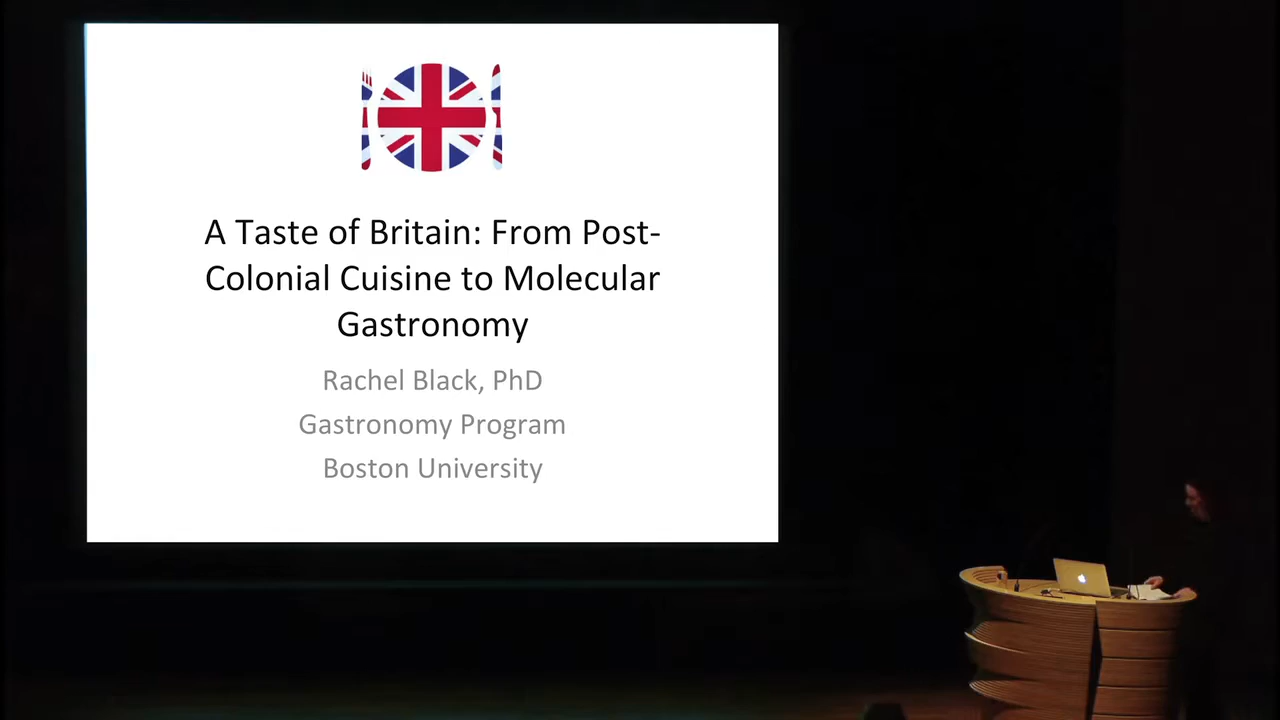 A Taste of Britain: From Post-
Colonial Cuisine to Molecular
Gastronomy
Rachel Black, PhD
Gastronomy Program
Boston University